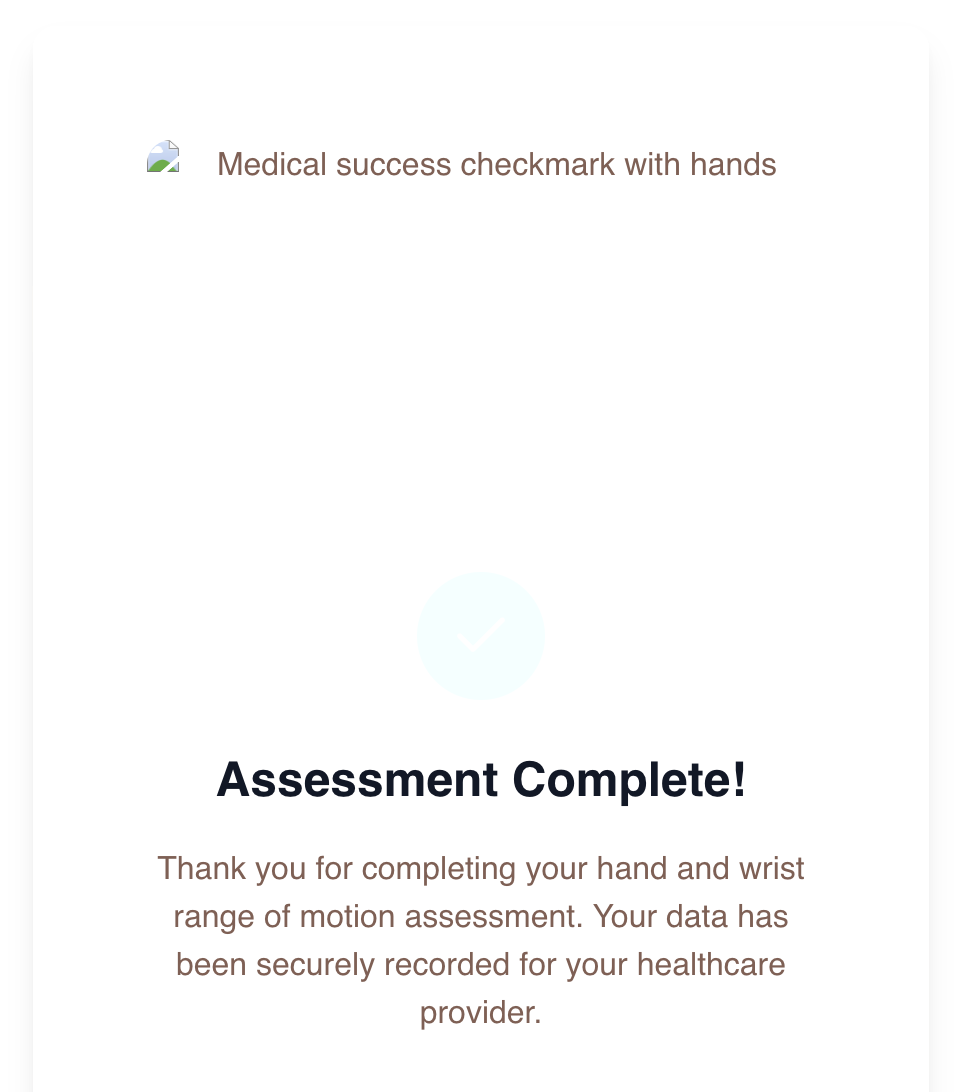 Medical success checkmark with hands
Assessment Complete!
Thank you for completing your hand and wrist
range of motion assessment. Your data has
been securely recorded for your healthcare
provider.